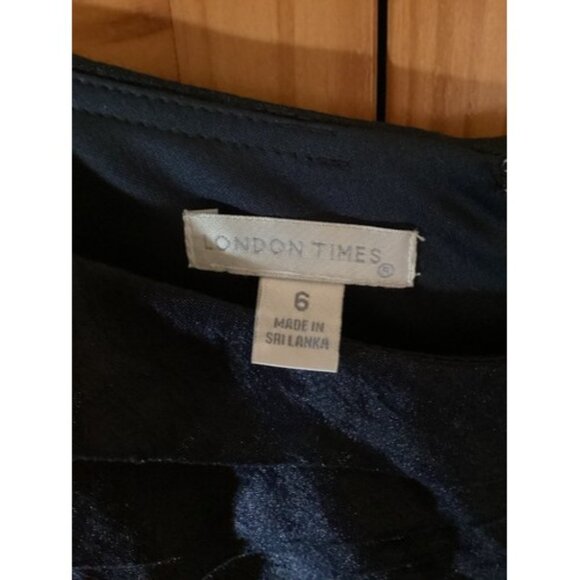 LONDON TIMES ®
6
MADE IN
SRI LANKA